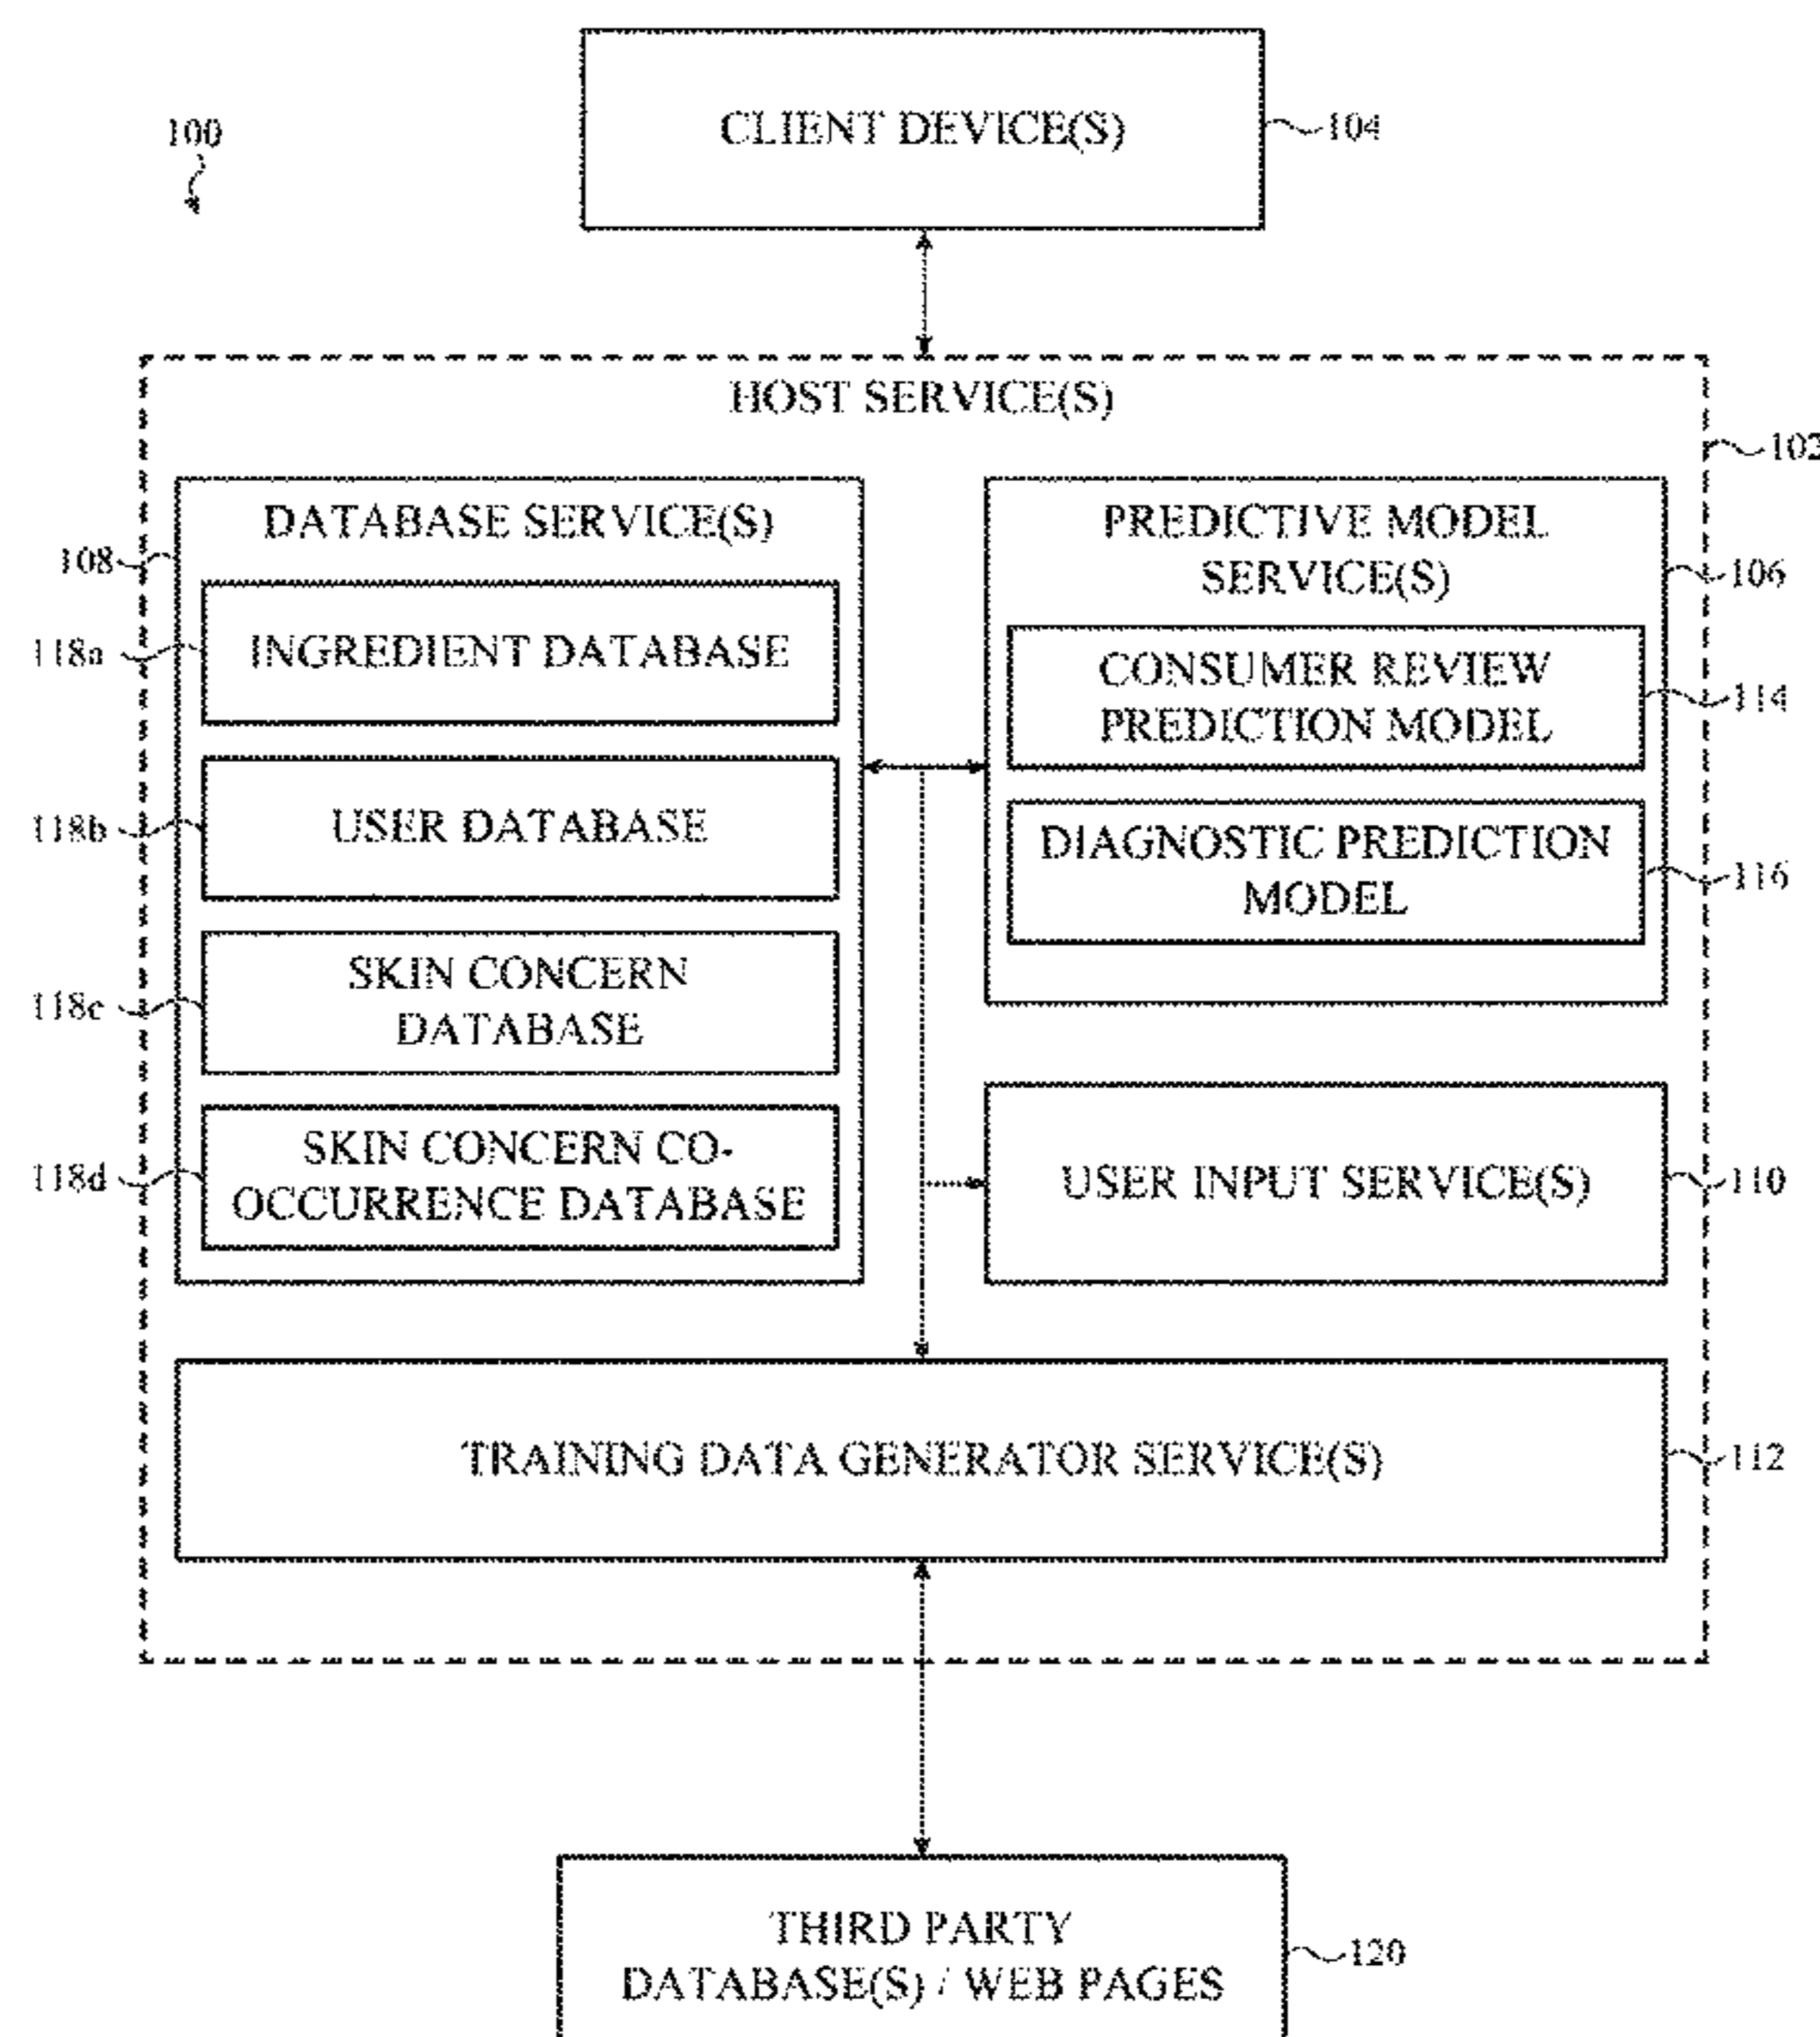 CLIENT DEVICE(S)
104
100
HOST SERVICE(S)
102
DATABASE SERVICE(S)
108
INGREDIENT DATABASE
118a
USER DATABASE
118b
SKIN CONCERN
DATABASE
118c
SKIN CONCERN CO-
OCCURRENCE DATABASE
118d
PREDICTIVE MODEL
SERVICE(S)
106
CONSUMER REVIEW
PREDICTION MODEL
114
DIAGNOSTIC PREDICTION
MODEL
116
USER INPUT SERVICE(S)
110
TRAINING DATA GENERATOR SERVICE(S)
112
THIRD PARTY
DATABASE(S) / WEB PAGES
120